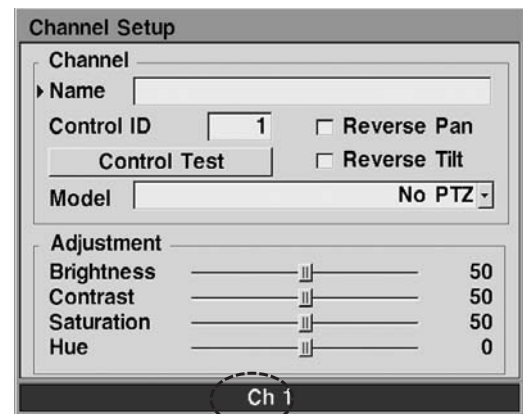 Channel Setup
Channel
Name
Control ID 1 Reverse Pan
Control Test Reverse Tilt
Model No PTZ
Adjustment
Brightness 50
Contrast 50
Saturation 50
Hue 0
Ch 1